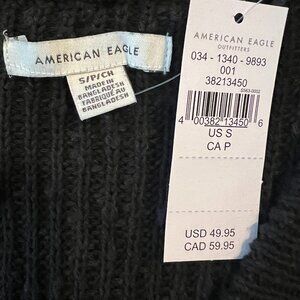 AMERICAN EAGLE
S/P/CH
MADE IN
BANGLADESH
FABRIQUÉ AU
BANGLADESH
AMERICAN EAGLE
OUTFITTERS
034 - 1340 - 9893
001
38213450
4 00382 13450 6
US S
CA P
USD 49.95
CAD 59.95